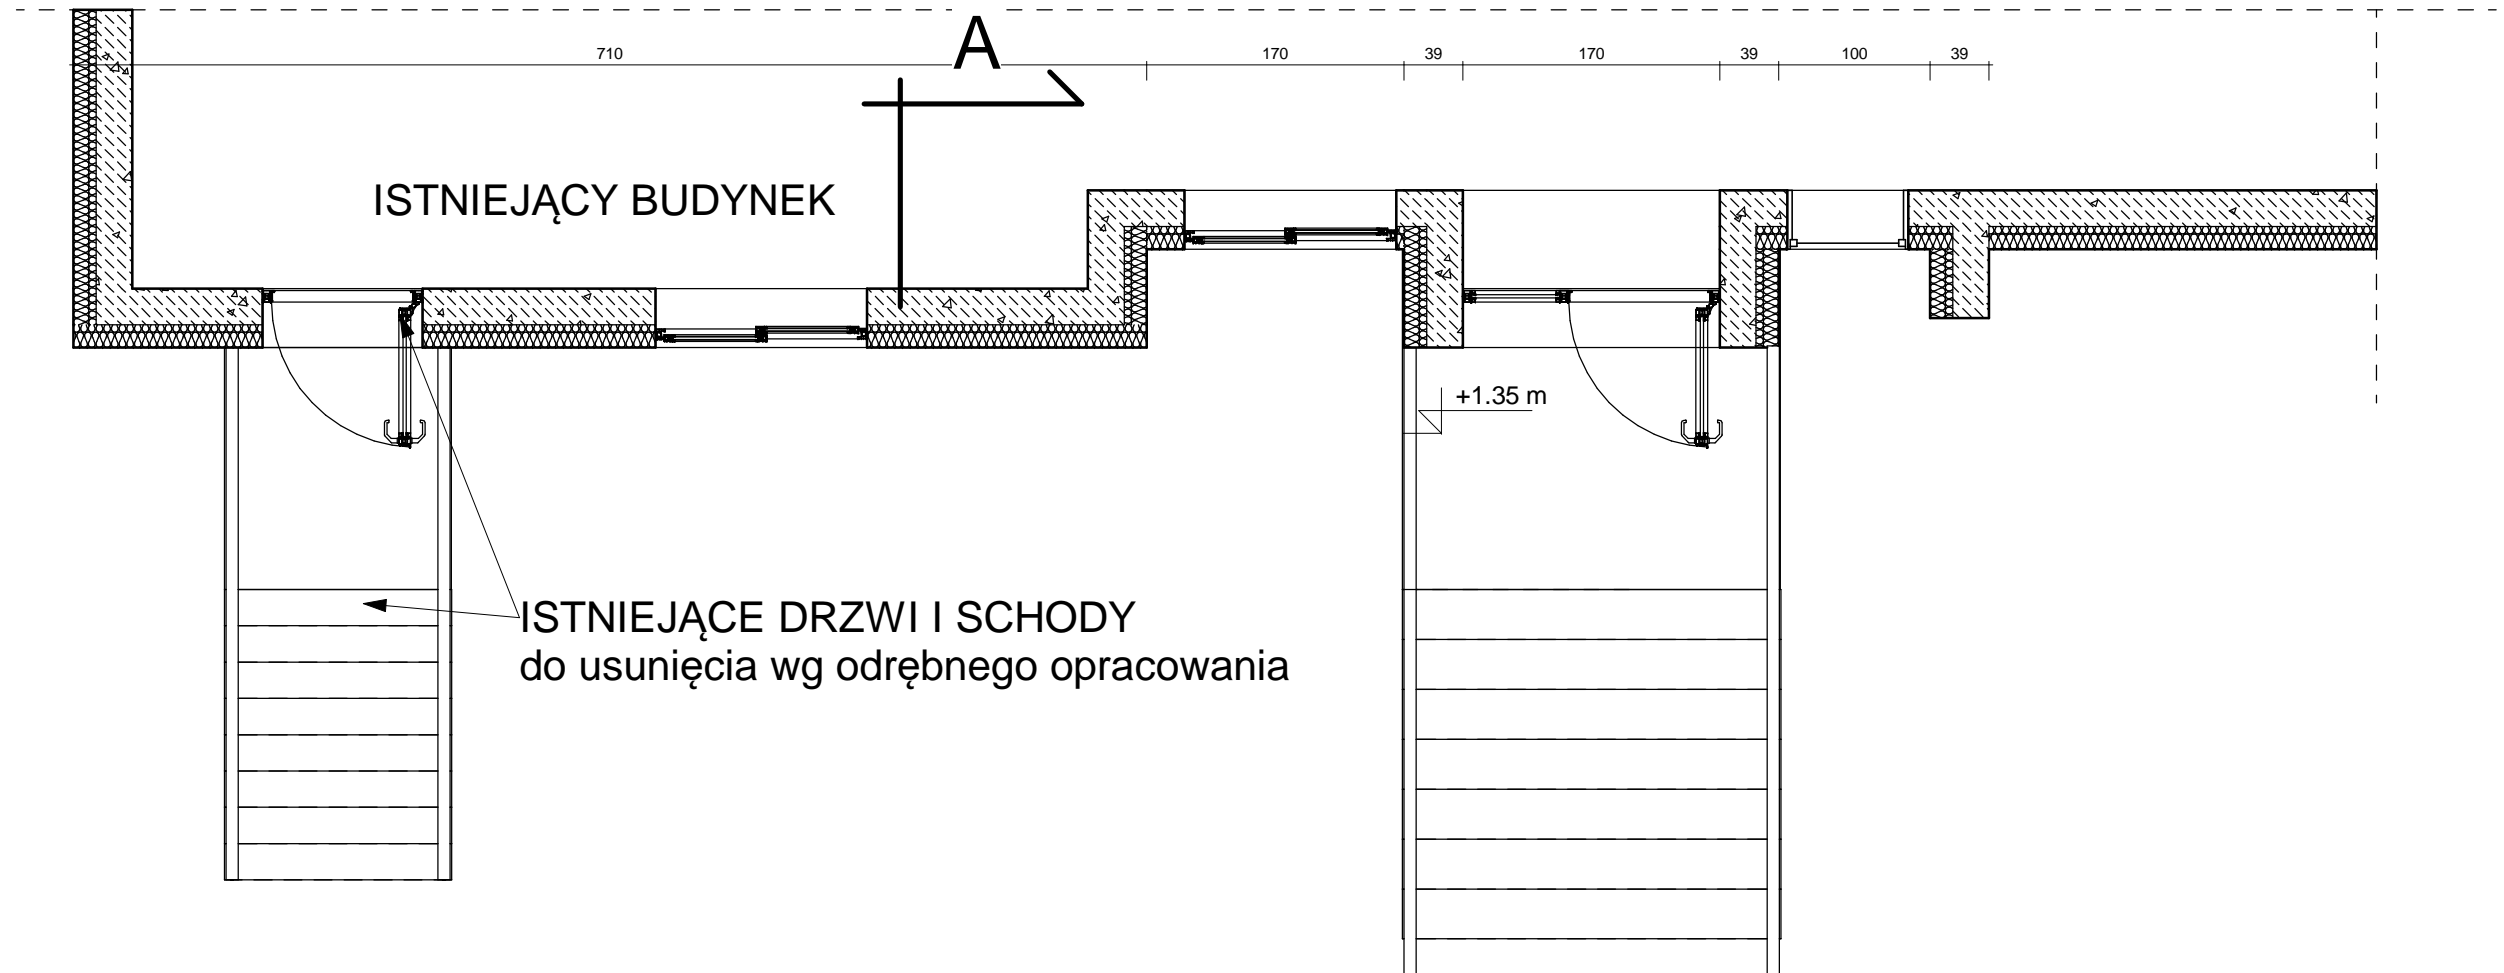 A
710
170
39
170
39
100
39
ISTNIEJĄCY BUDYNEK
+1.35 m
ISTNIEJĄCE DRZWI I SCHODY
do usunięcia wg odrębnego opracowania